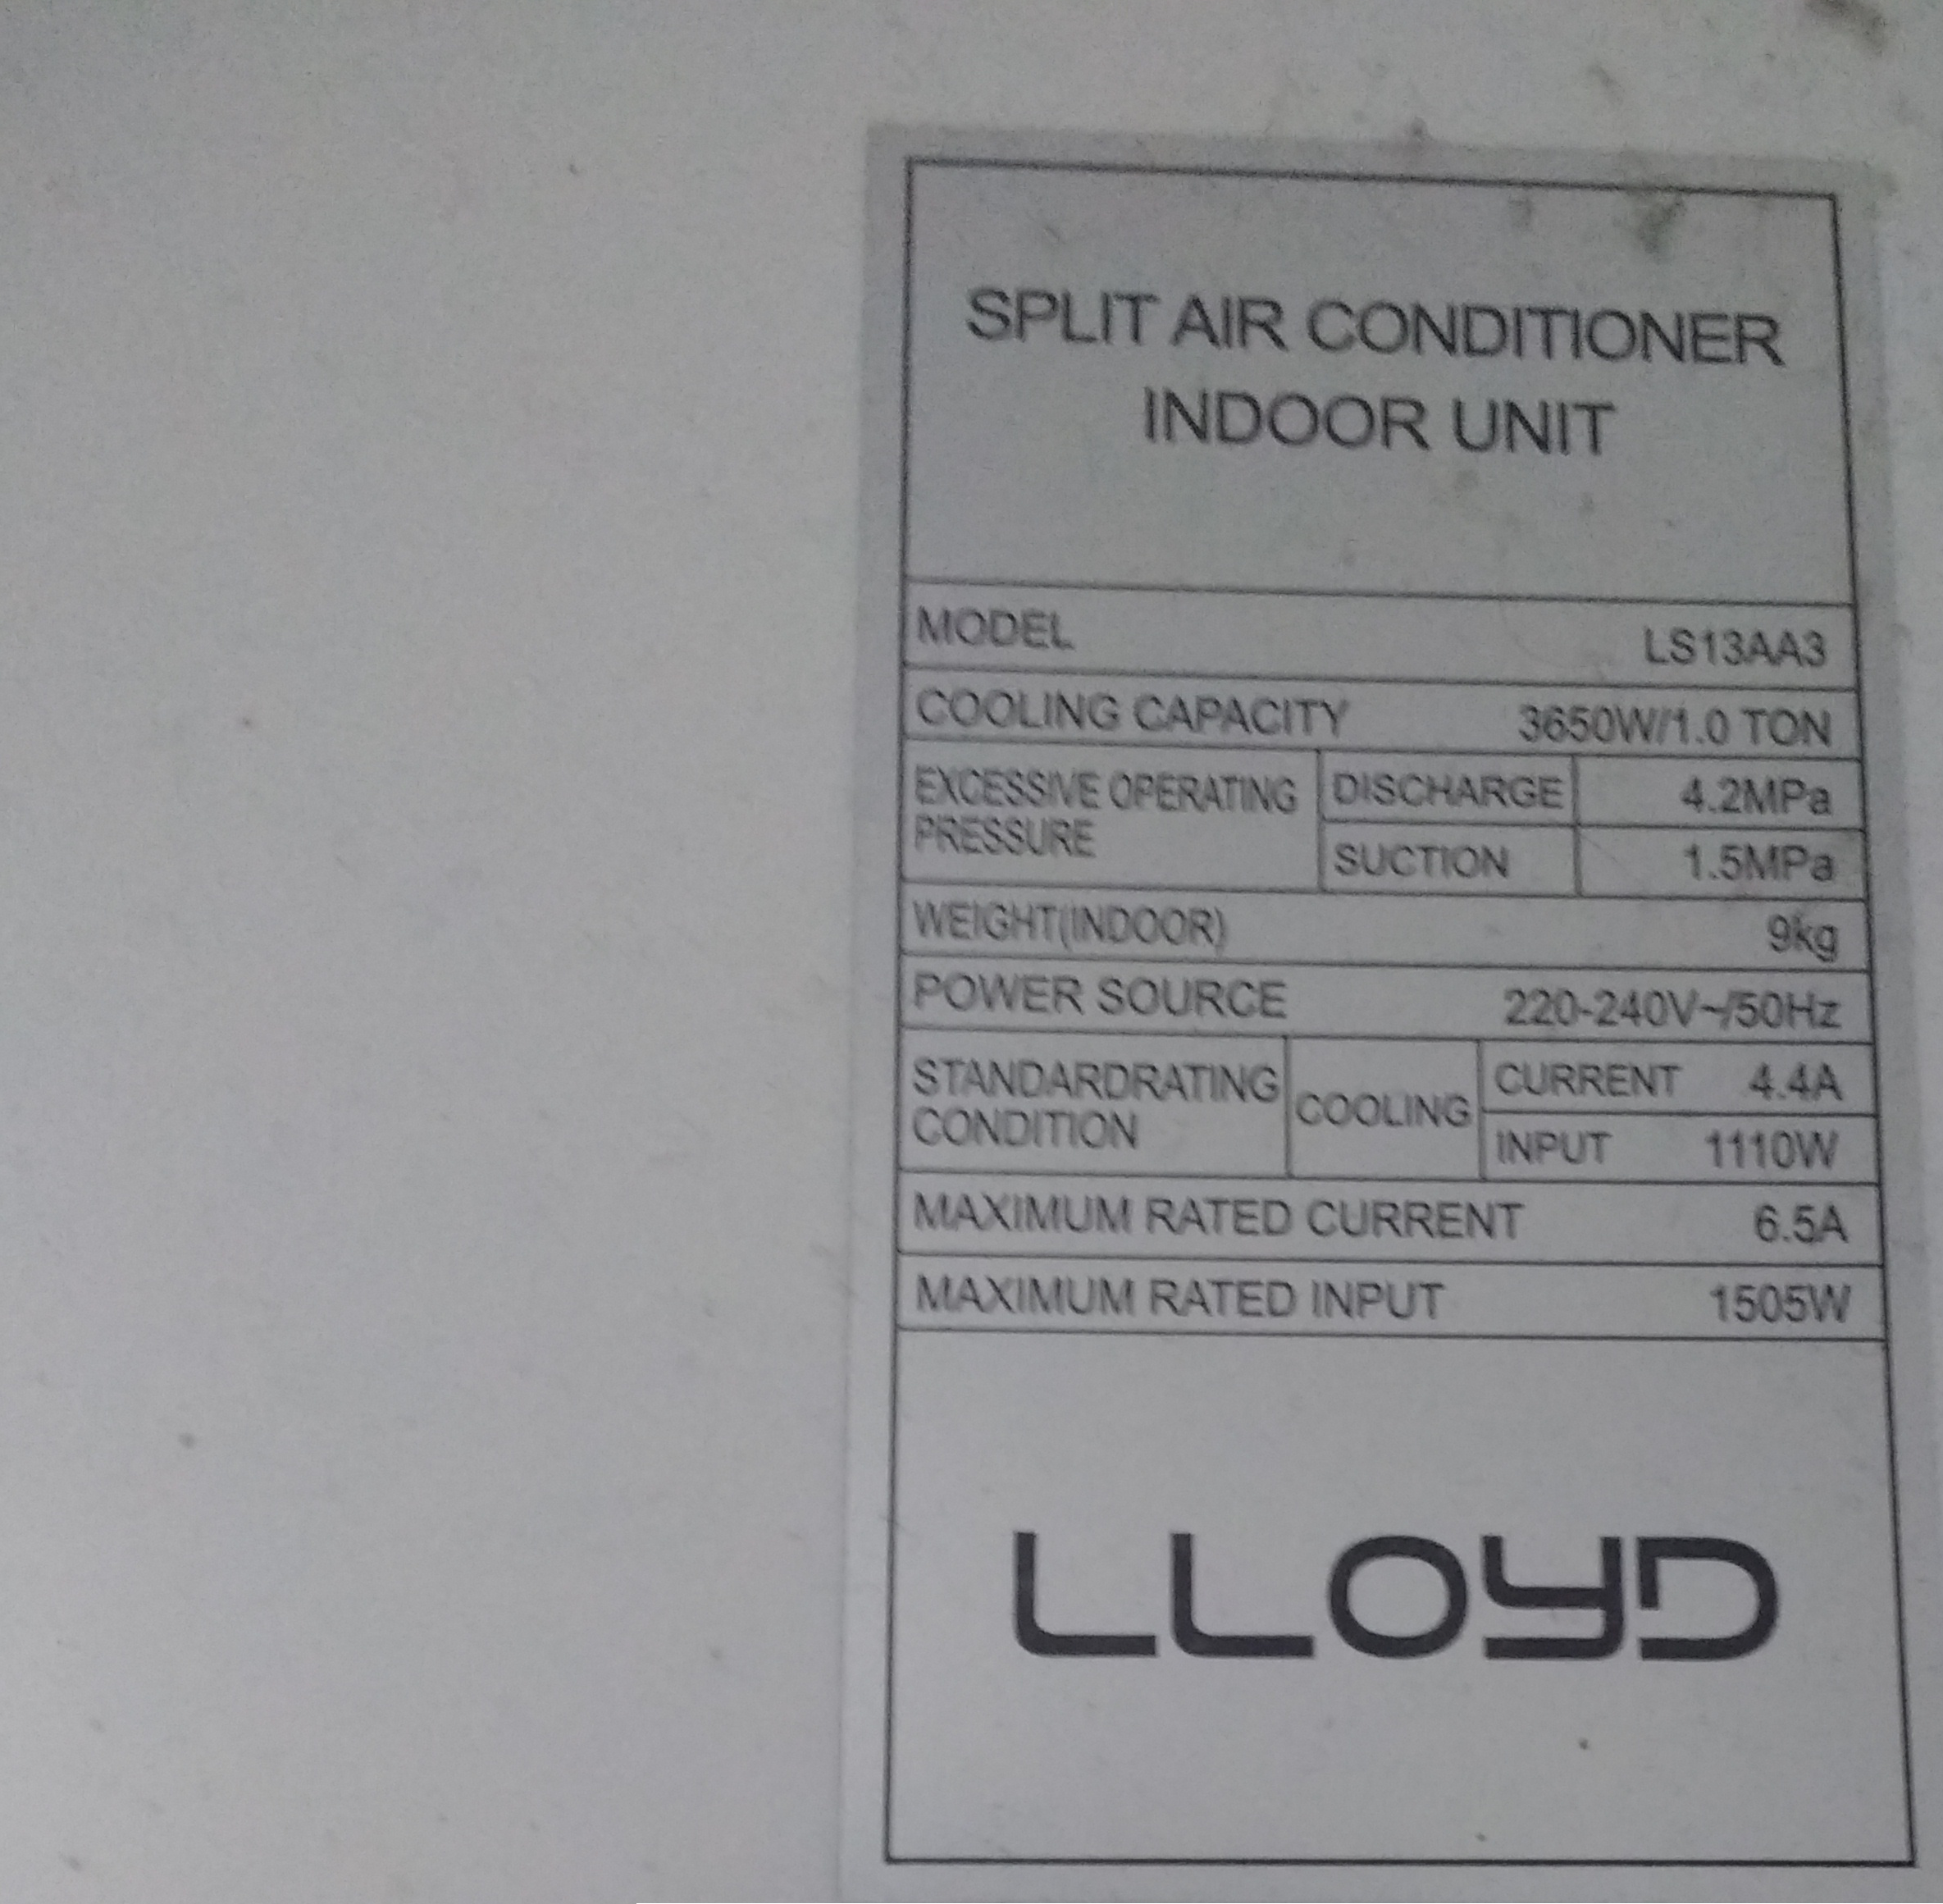 SPLIT AIR CONDITIONER
INDOOR UNIT
MODEL LS13AA3
COOLING CAPACITY 3650W/1.0 TON
EXCESSIVE OPERATING PRESSURE DISCHARGE 4.2MPa
SUCTION 1.5MPa
WEIGHT(INDOOR) 9kg
POWER SOURCE 220-240V~/50Hz
STANDARDRATING CONDITION COOLING CURRENT 4.4A
INPUT 1110W
MAXIMUM RATED CURRENT 6.5A
MAXIMUM RATED INPUT 1505W
LLOYD